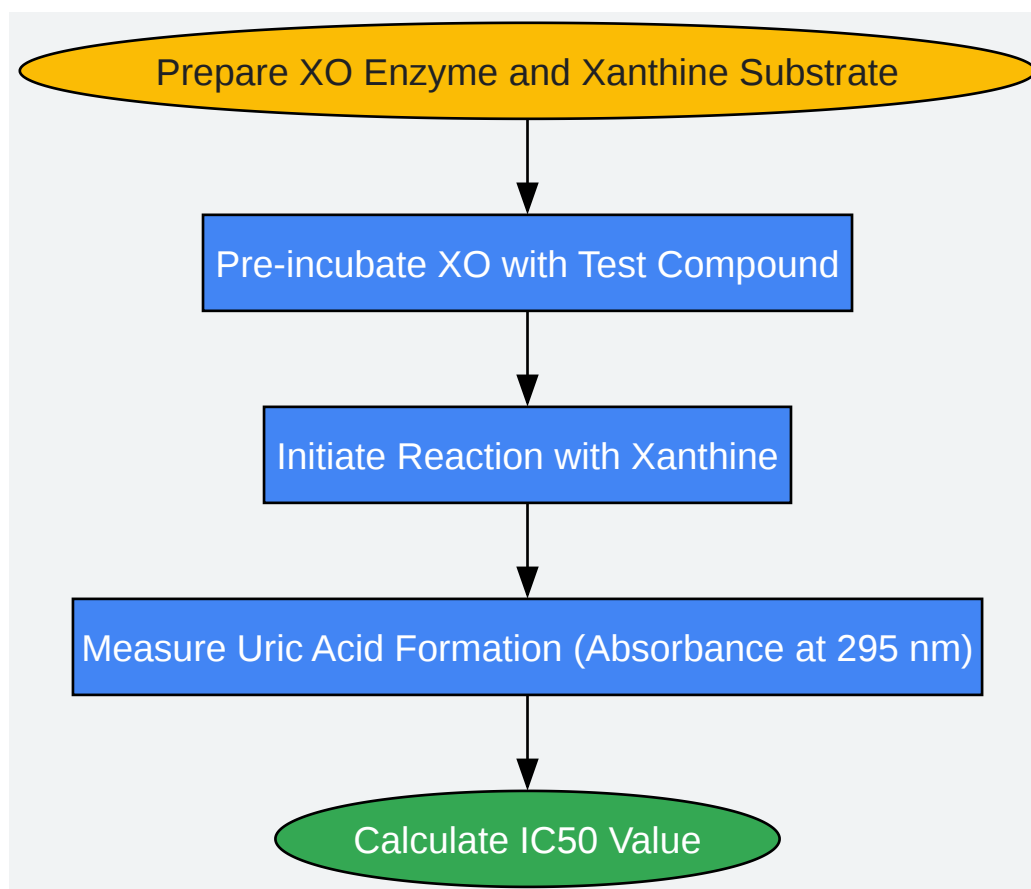 Prepare XO Enzyme and Xanthine Substrate
Pre-incubate XO with Test Compound
Initiate Reaction with Xanthine
Measure Uric Acid Formation (Absorbance at 295 nm)
Calculate IC50 Value